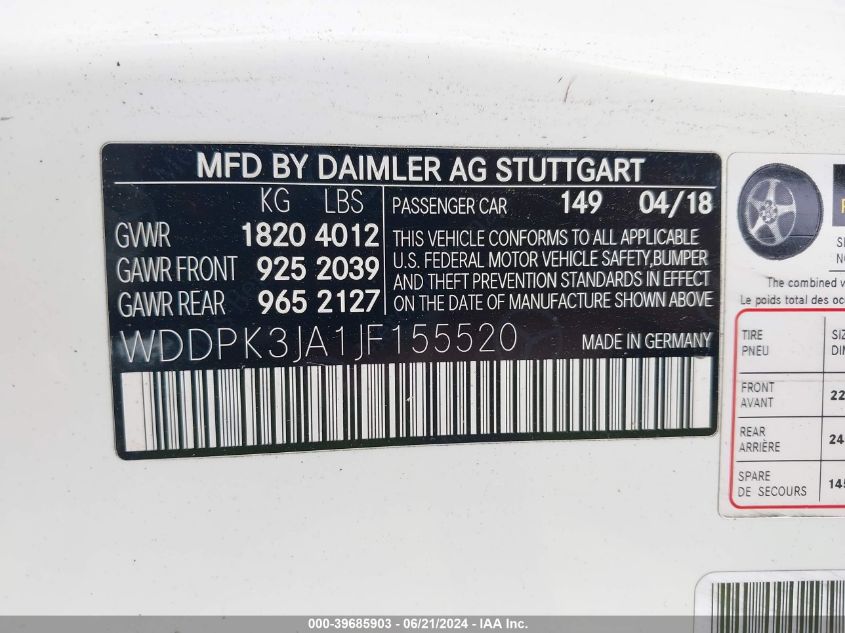 MFD BY DAIMLER AG STUTTGART
KG LBS
GVWR 1820 4012
GAWR FRONT 925 2039
GAWR REAR 965 2127
PASSENGER CAR 149 04/18
THIS VEHICLE CONFORMS TO ALL APPLICABLE
U.S. FEDERAL MOTOR VEHICLE SAFETY,BUMPER
AND THEFT PREVENTION STANDARDS IN EFFECT
ON THE DATE OF MANUFACTURE SHOWN ABOVE
WDDPK3JA1JF155520 MADE IN GERMANY
The combined
Le poids total des
TIRE
PNEU
FRONT
AVANT
REAR
ARRIÈRE
SPARE
DE SECOURS
000-39685903 - 06/21/2024 - IAA Inc.